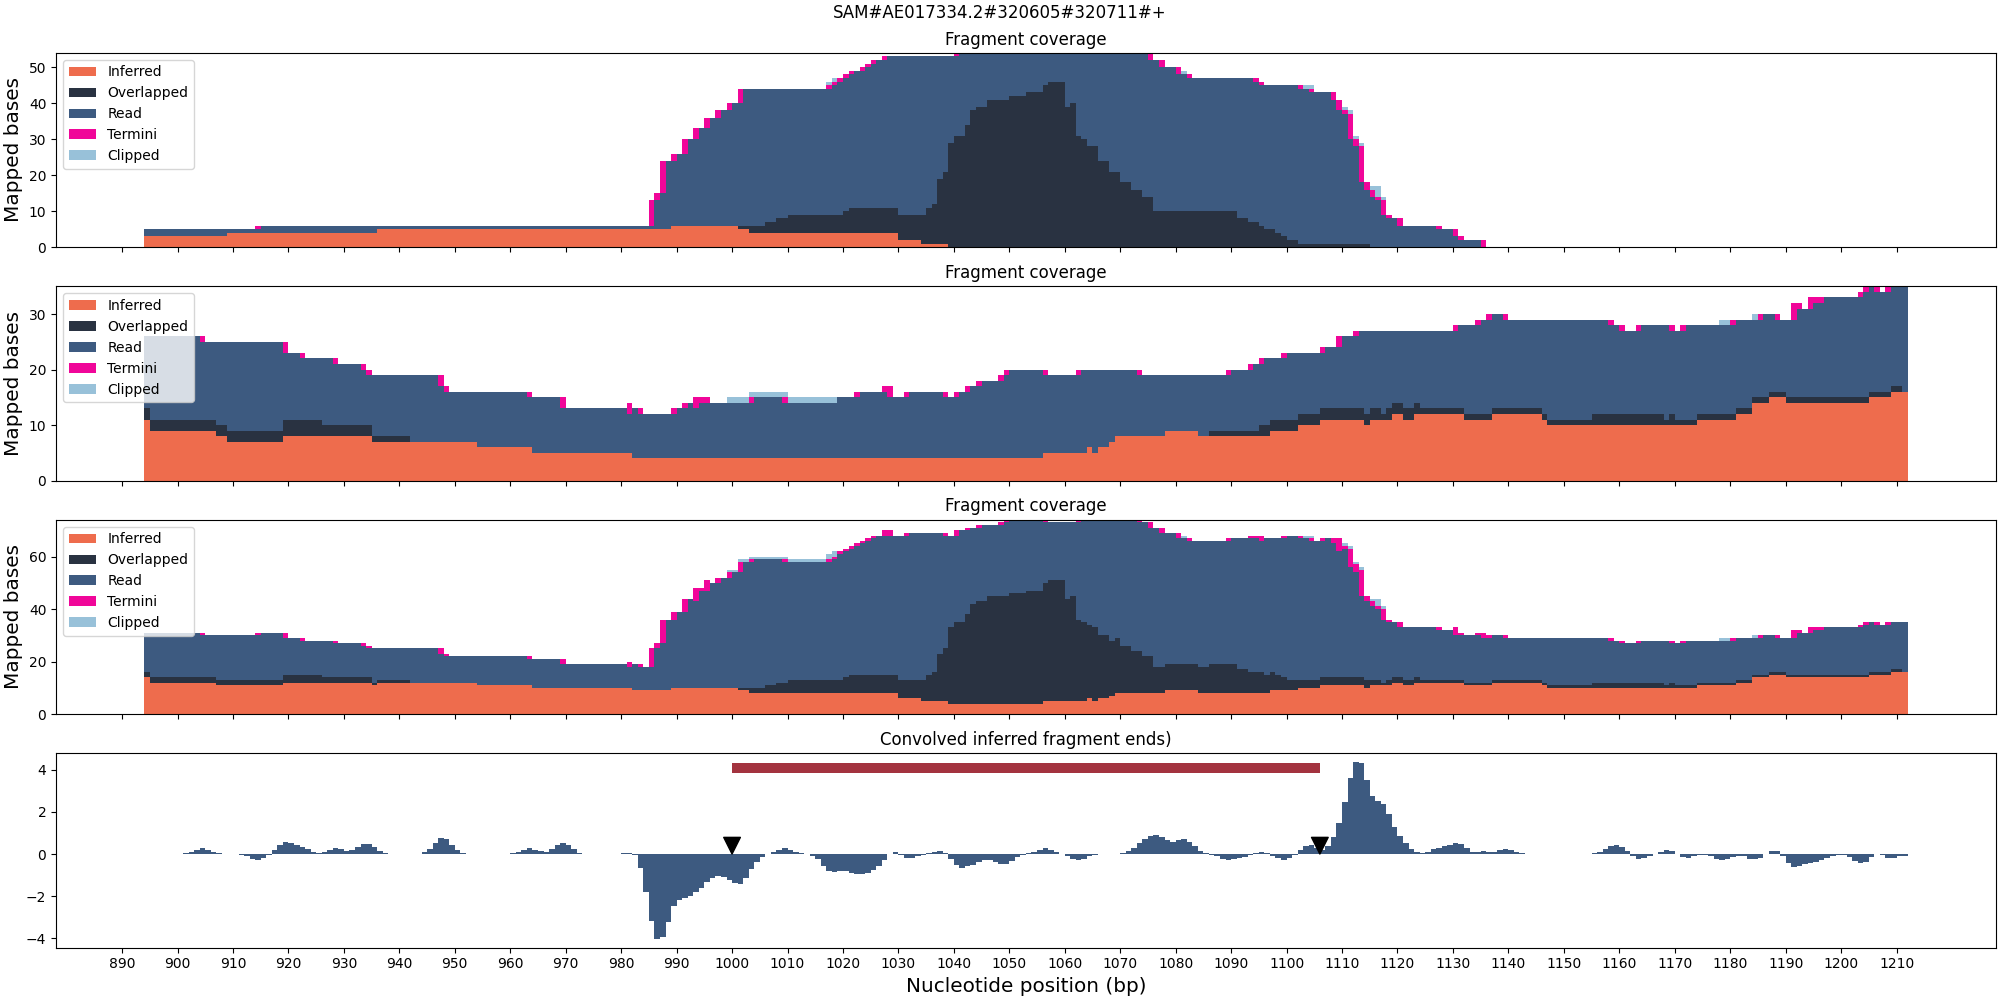 SAM#AE017334.2#320605#320711#+
Fragment coverage
Mapped bases
50
40
30
20
10
0
Inferred
Overlapped
Read
Termini
Clipped
Fragment coverage
Mapped bases
30
20
10
0
Inferred
Overlapped
Read
Termini
Clipped
Fragment coverage
Mapped bases
60
40
20
0
Inferred
Overlapped
Read
Termini
Clipped
Convolved inferred fragment ends)
4
2
0
−2
−4
890 900 910 920 930 940 950 960 970 980 990 1000 1010 1020 1030 1040 1050 1060 1070 1080 1090 1100 1110 1120 1130 1140 1150 1160 1170 1180 1190 1200 1210
Nucleotide position (bp)